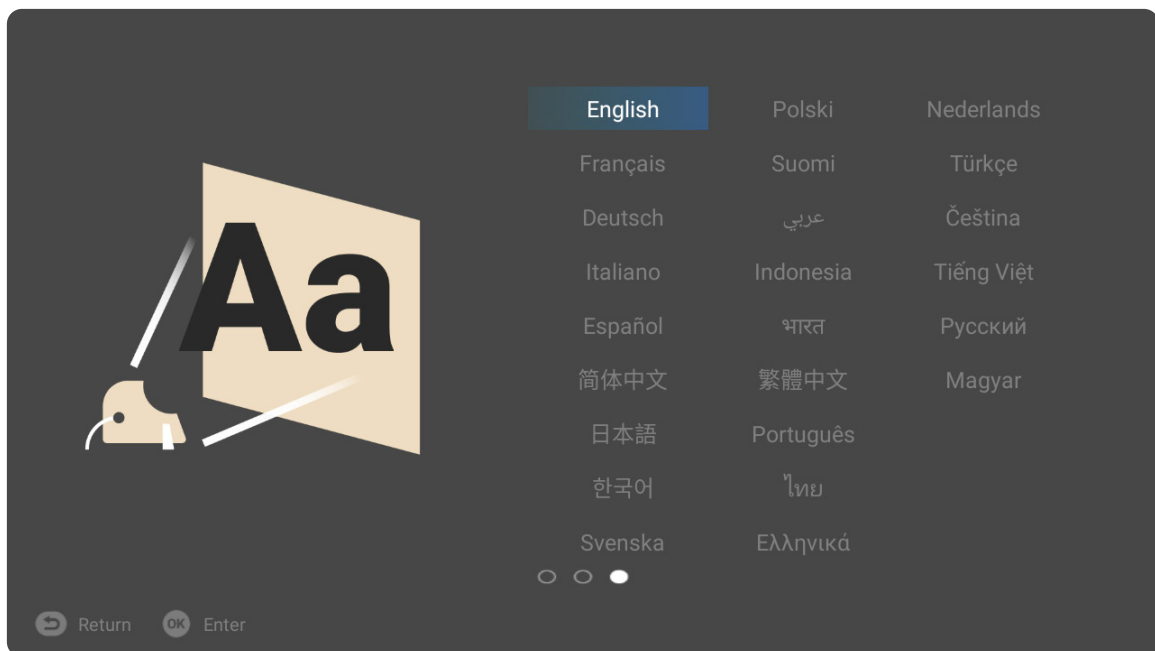 Aa
English Polski Nederlands
Français Suomi Türkçe
Deutsch عربي Čeština
Italiano Indonesia Tiếng Việt
Español भारत Русский
简体中文 繁體中文 Magyar
日本語 Português
한국어 ไทย
Svenska Ελληνικά
Return OK Enter